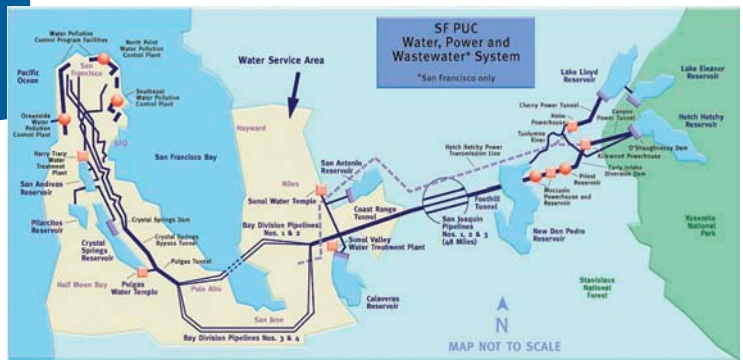 SF PUC
Water, Power and
Wastewater* System
*San Francisco only
Water Pollution
Control Program Facilities
North Point
Water Pollution
Control Plant
Pacific
Ocean
San
Francisco
Southeast
Water Pollution
Control Plant
Oceanside
Water
Pollution
Control Plant
SFO
Harry Tracy
Water
Treatment
Plant
San Andreas
Reservoir
Pilarcitos
Reservoir
Crystal
Springs
Reservoir
Crystal Springs Dam
Crystal Springs
Bypass Tunnel
Pulgas Tunnel
Half Moon Bay
Pulgas
Water Temple
Palo Alto
San Jose
Bay Division Pipelines Nos. 3 & 4
San Francisco Bay
Water Service Area
Hayward
Niles
Sunol Water Temple
Bay Division Pipelines
Nos. 1 & 2
San Antonio
Reservoir
Coast Range
Tunnel
Sunol Valley
Water Treatment Plant
Calaveras
Reservoir
Hetch Hetchy Power
Transmission Line
San Joaquin
Pipelines
Nos. 1, 2 & 3
(48 Miles)
Foothill
Tunnel
Lake Lloyd
Reservoir
Lake Eleanor
Reservoir
Cherry Power Tunnel
Holm
Powerhouse
Canyon
Power Tunnel
Tuolumne
River
Hetch Hetchy
Reservoir
O'Shaughnessy Dam
Kirkwood Powerhouse
Early Intake
Diversion Dam
Priest
Reservoir
Moccasin
Powerhouse and
Reservoir
New Don Pedro
Reservoir
Yosemite
National
Park
Stanislaus
National
Forest
N
MAP NOT TO SCALE